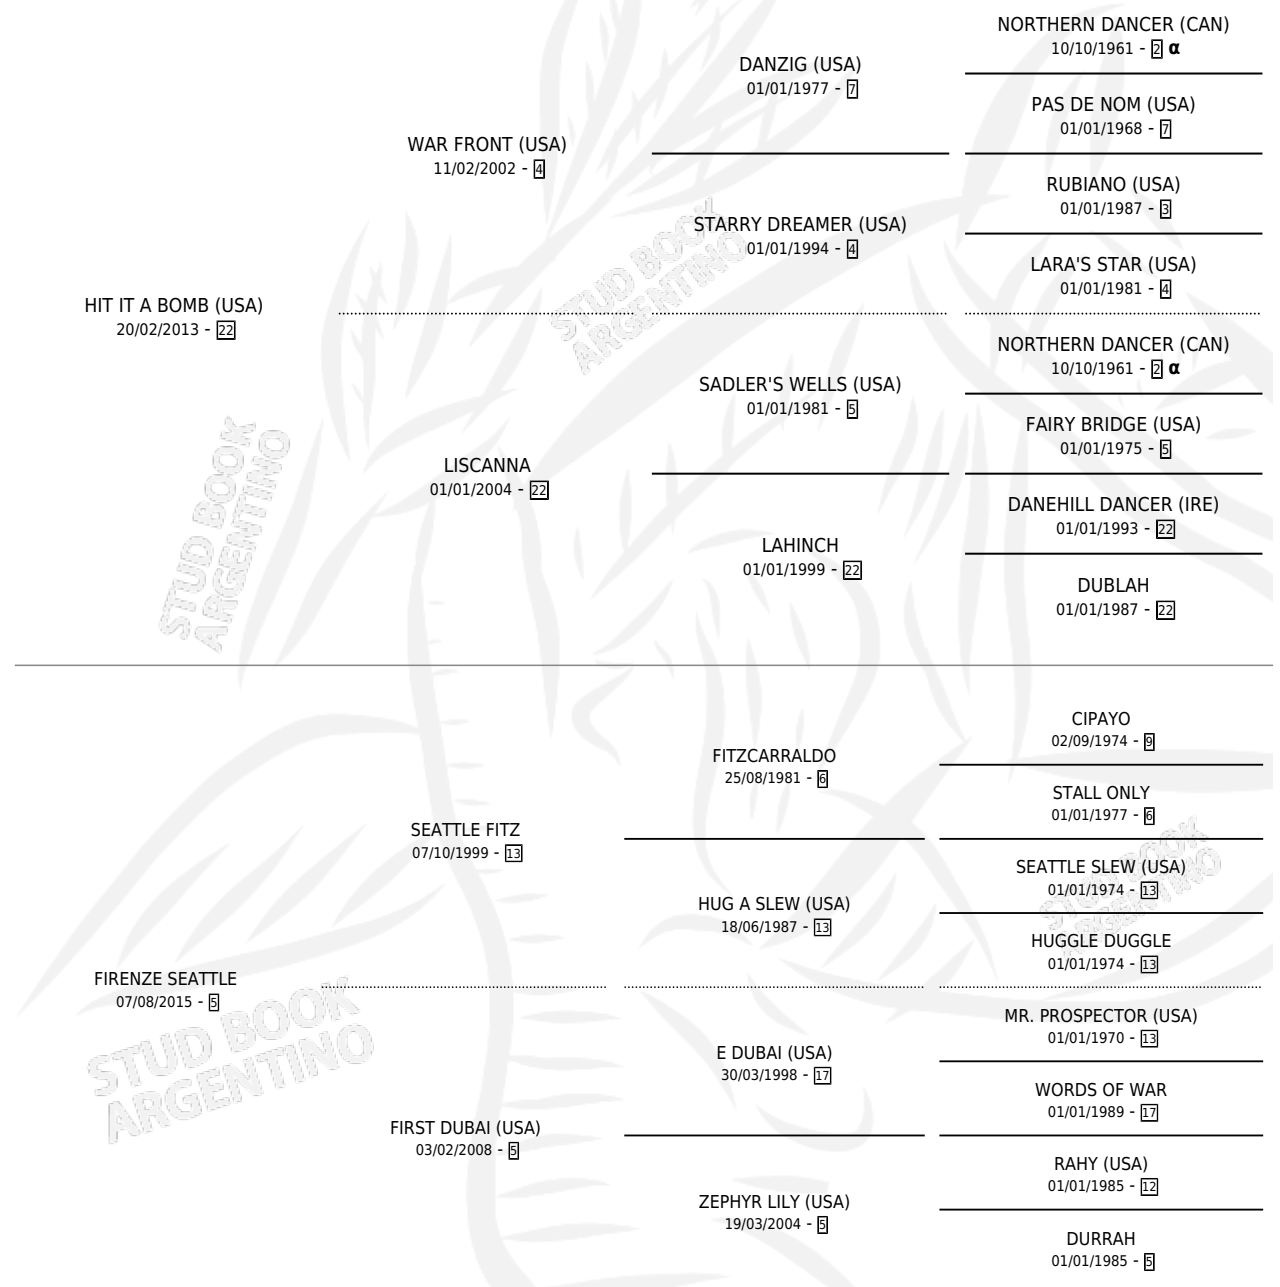 NORTHERN DANCER (CAN)
10/10/1961 - 2 α
DANZIG (USA)
01/01/1977 - 7
PAS DE NOM (USA)
01/01/1968 - 7
WAR FRONT (USA)
11/02/2002 - 4
RUBIANO (USA)
01/01/1987 - 3
STARRY DREAMER (USA)
01/01/1994 - 4
LARA'S STAR (USA)
01/01/1981 - 4
HIT IT A BOMB (USA)
20/02/2013 - 22
NORTHERN DANCER (CAN)
10/10/1961 - 2 α
SADLER'S WELLS (USA)
01/01/1981 - 5
FAIRY BRIDGE (USA)
01/01/1975 - 5
LISCANNA
01/01/2004 - 22
DANEHILL DANCER (IRE)
01/01/1993 - 22
LAHINCH
01/01/1999 - 22
DUBLAH
01/01/1987 - 22
CIPAYO
02/09/1974 - 9
FITZCARRALDO
25/08/1981 - 6
STALL ONLY
01/01/1977 - 6
SEATTLE FITZ
07/10/1999 - 13
SEATTLE SLEW (USA)
01/01/1974 - 13
HUG A SLEW (USA)
18/06/1987 - 13
HUGGLE DUGGLE
01/01/1974 - 13
FIRENZE SEATTLE
07/08/2015 - 5
MR. PROSPECTOR (USA)
01/01/1970 - 13
E DUBAI (USA)
30/03/1998 - 17
WORDS OF WAR
01/01/1989 - 17
FIRST DUBAI (USA)
03/02/2008 - 5
RAHY (USA)
01/01/1985 - 12
ZEPHYR LILY (USA)
19/03/2004 - 5
DURRAH
01/01/1985 - 5
STUD BOOK
ARGENTINO
STUD BOOK
ARGENTINO
STUD BOOK
ARGENTINO
STUD BOOK
ARGENTINO